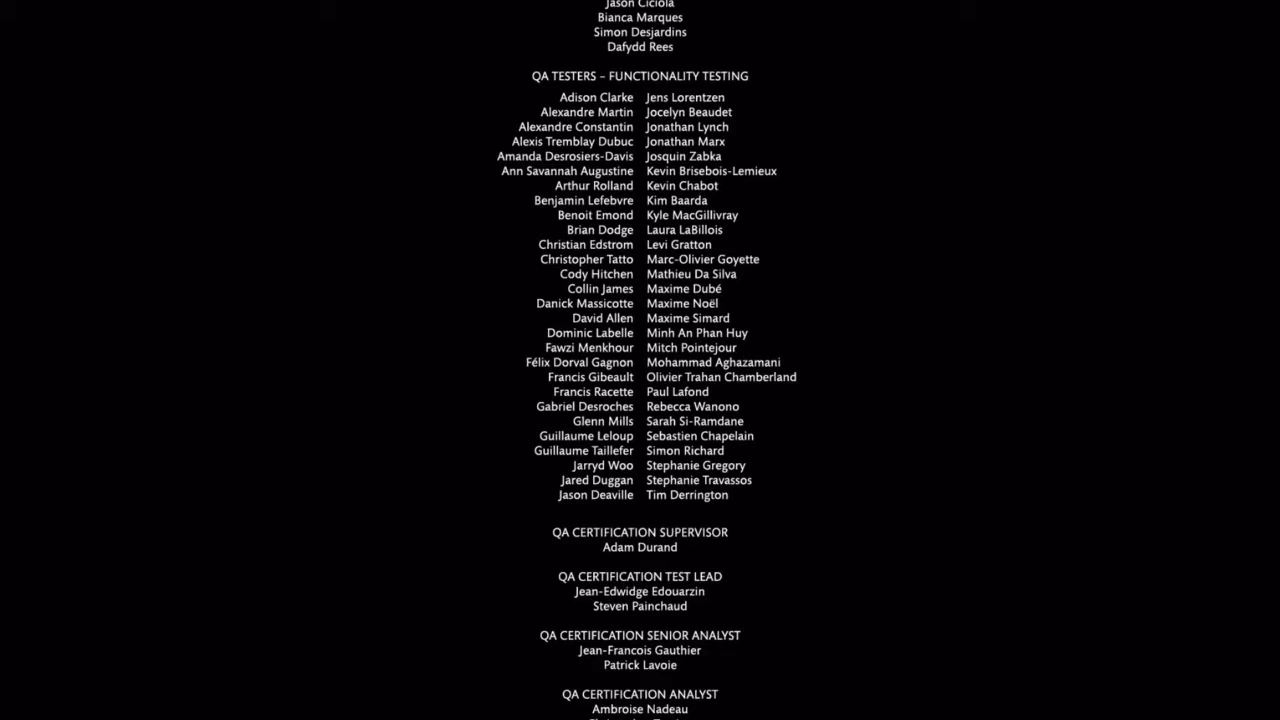 Jason Ciciola
Bianca Marques
Simon Desjardins
Dafydd Rees
QA TESTERS – FUNCTIONALITY TESTING
Adison Clarke Jens Lorentzen
Alexandre Martin Jocelyn Beaudet
Alexandre Constantin Jonathan Lynch
Alexis Tremblay Dubuc Jonathan Marx
Amanda Desrosiers-Davis Josquin Zabka
Ann Savannah Augustine Kevin Brisebois-Lemieux
Arthur Rolland Kevin Chabot
Benjamin Lefebvre Kim Baarda
Benoit Emond Kyle MacGillivray
Brian Dodge Laura LaBillois
Christian Edstrom Levi Gratton
Christopher Tatto Marc-Olivier Goyette
Cody Hitchen Mathieu Da Silva
Collin James Maxime Dubé
Danick Massicotte Maxime Noël
David Allen Maxime Simard
Dominic Labelle Minh An Phan Huy
Fawzi Menkhour Mitch Pointejour
Félix Dorval Gagnon Mohammad Aghazamani
Francis Gibeault Olivier Trahan Chamberland
Francis Racette Paul Lafond
Gabriel Desroches Rebecca Wanono
Glenn Mills Sarah Si-Ramdane
Guillaume Leloup Sebastien Chapelain
Guillaume Taillefer Simon Richard
Jarryd Woo Stephanie Gregory
Jared Duggan Stephanie Travassos
Jason Deaville Tim Derrington
QA CERTIFICATION SUPERVISOR
Adam Durand
QA CERTIFICATION TEST LEAD
Jean-Edwidge Edouarzin
Steven Painchaud
QA CERTIFICATION SENIOR ANALYST
Jean-Francois Gauthier
Patrick Lavoie
QA CERTIFICATION ANALYST
Ambroise Nadeau